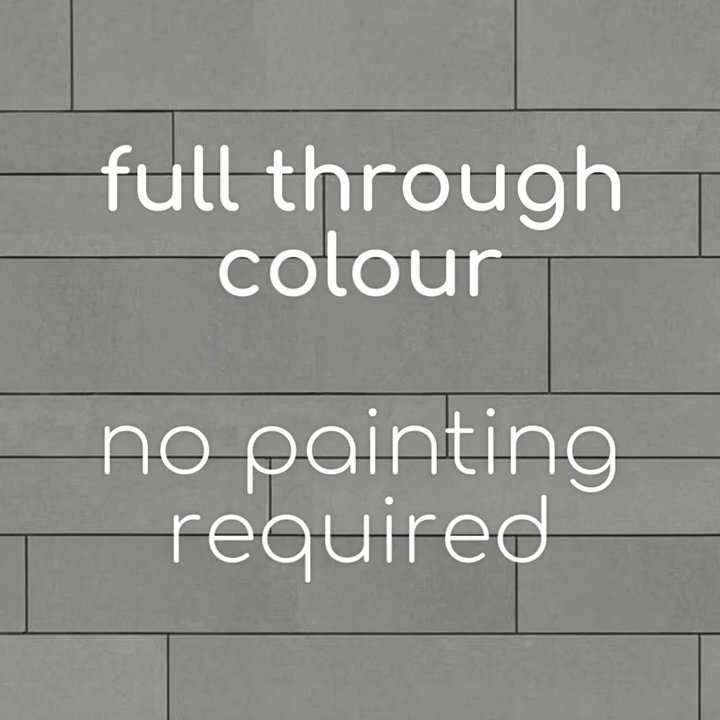 full through
colour
no painting
required